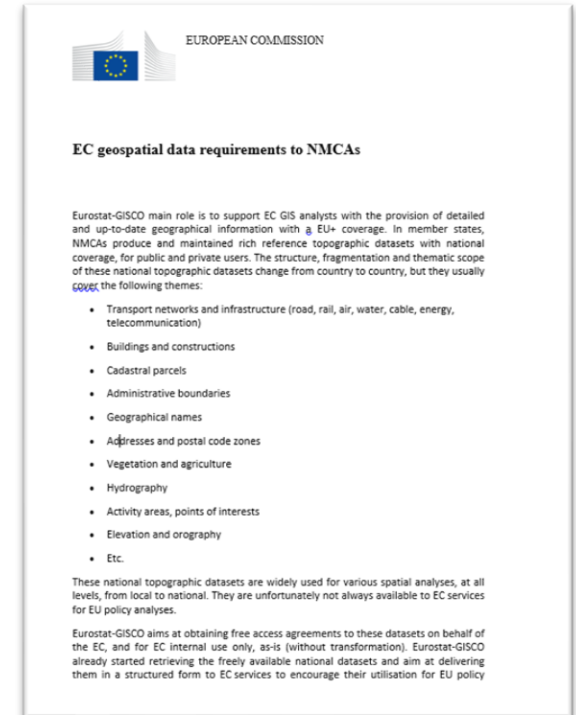 EUROPEAN COMMISSION
EC geospatial data requirements to NMCAs
Eurostat-GISCO main role is to support EC GIS analysts with the provision of detailed
and up-to-date geographical information with a EU+ coverage. In member states,
NMCAs produce and maintained rich reference topographic datasets with national
coverage, for public and private users. The structure, fragmentation and thematic scope
of these national topographic datasets change from country to country, but they usually
cover the following themes:
• Transport networks and infrastructure (road, rail, air, water, cable, energy,
telecommunication)
• Buildings and constructions
• Cadastral parcels
• Administrative boundaries
• Geographical names
• Addresses and postal code zones
• Vegetation and agriculture
• Hydrography
• Activity areas, points of interests
• Elevation and orography
• Etc.
These national topographic datasets are widely used for various spatial analyses, at all
levels, from local to national. They are unfortunately not always available to EC services
for EU policy analyses.
Eurostat-GISCO aims at obtaining free access agreements to these datasets on behalf of
the EC, and for EC internal use only, as-is (without transformation). Eurostat-GISCO
already started retrieving the freely available national datasets and aim at delivering
them in a structured form to EC services to encourage their utilisation for EU policy